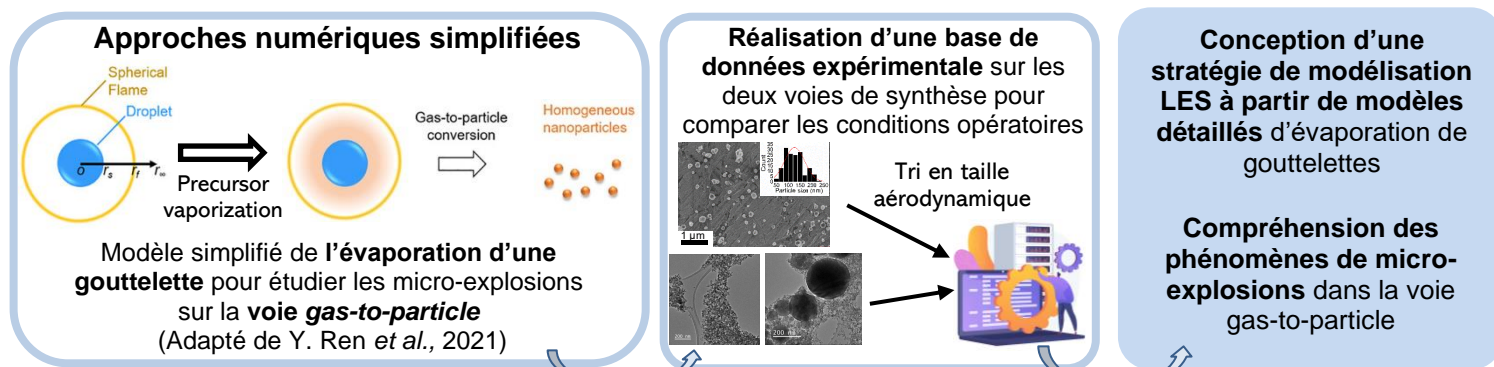 Approches numériques simplifiées
Spherical
Flame
Droplet
o
r_s
r_f
r_∞
Precursor
vaporization
Gas-to-particle
conversion
Homogeneous
nanoparticles
Modèle simplifié de l’évaporation d’une
gouttelette pour étudier les micro-explosions
sur la voie gas-to-particle
(Adapté de Y. Ren et al., 2021)
Réalisation d’une base de
données expérimentale sur les
deux voies de synthèse pour
comparer les conditions opératoires
Count
Particle size (nm)
1 µm
200 nm
Tri en taille
aérodynamique
Conception d’une
stratégie de modélisation
LES à partir de modèles
détaillés d’évaporation de
gouttelettes
Compréhension des
phénomènes de micro-
explosions dans la voie
gas-to-particle